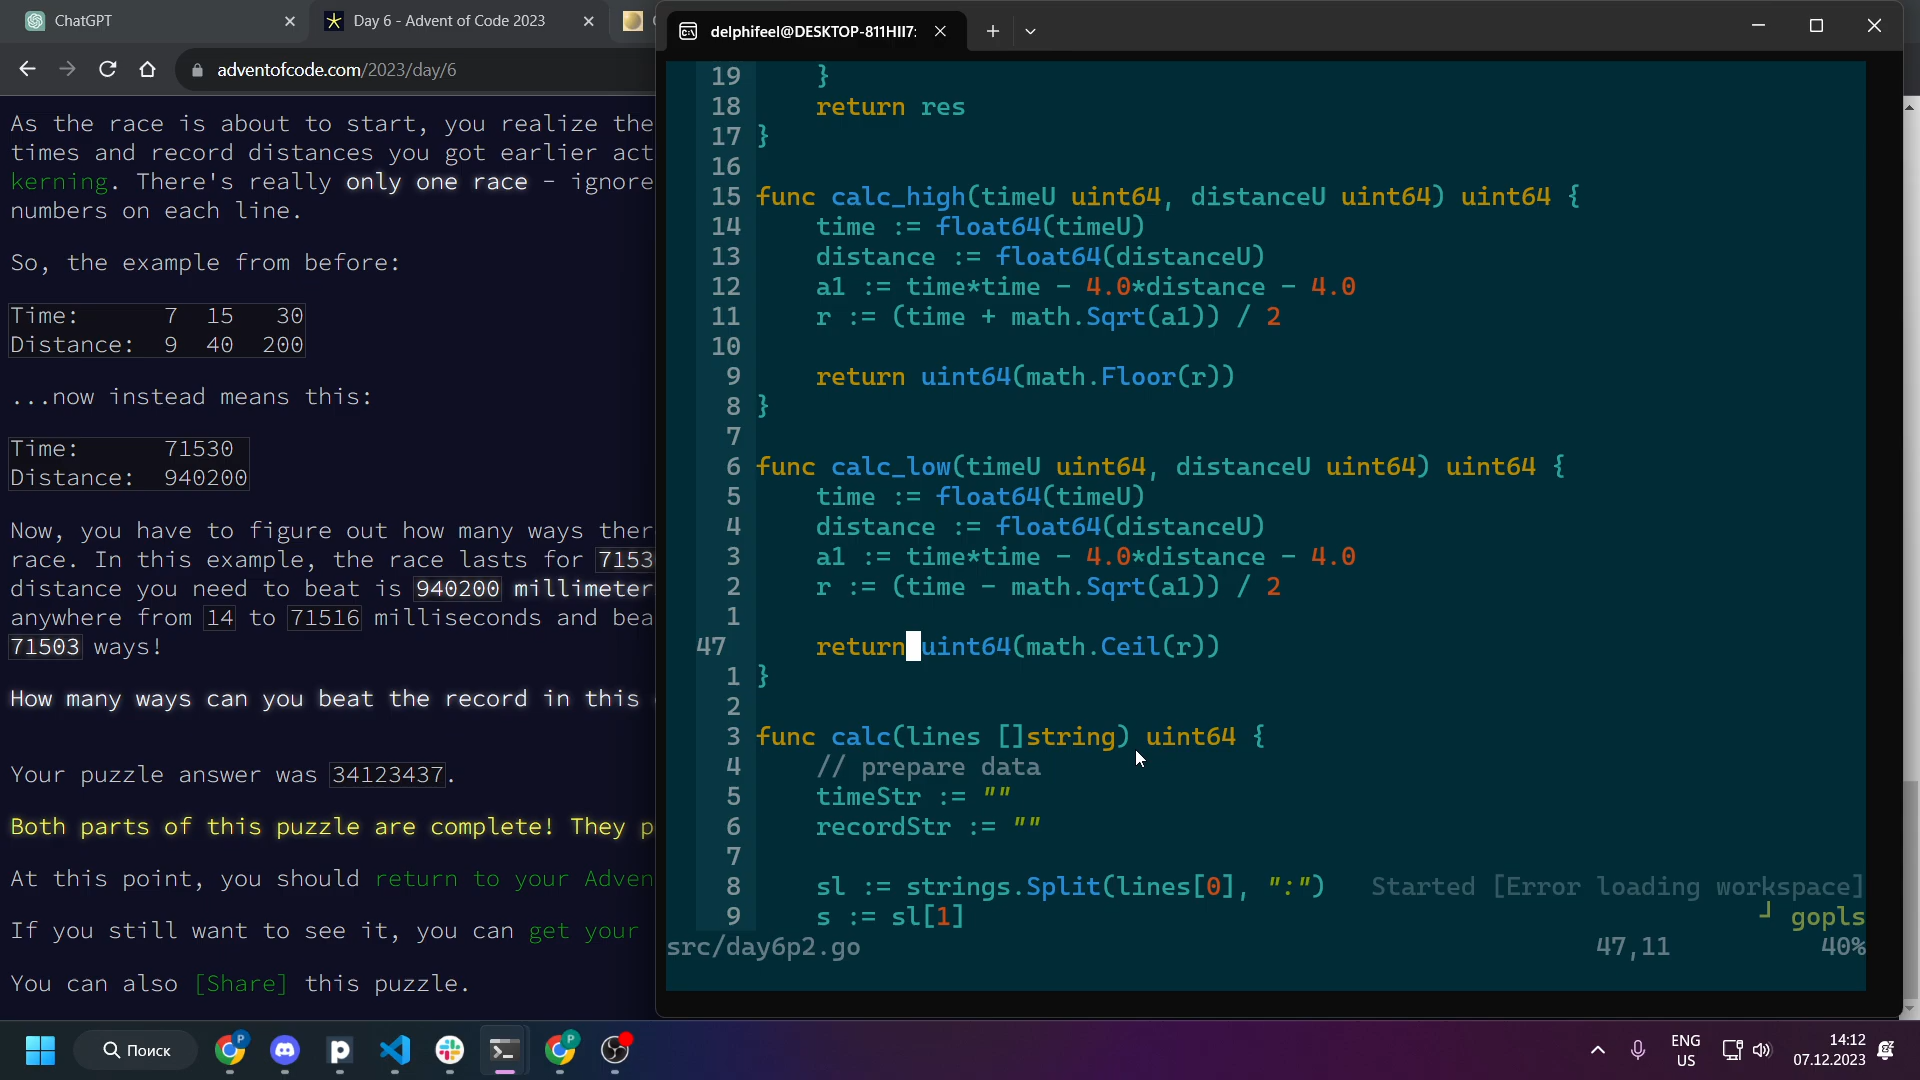 ChatGPT
Day 6 - Advent of Code 2023
delphifeel@DESKTOP-811HII7:
adventofcode.com/2023/day/6
As the race is about to start, you realize the
times and record distances you got earlier act
kerning. There's really only one race - ignore
numbers on each line.
So, the example from before:
Time: 7 15 30
Distance: 9 40 200
...now instead means this:
Time: 71530
Distance: 940200
Now, you have to figure out how many ways ther
race. In this example, the race lasts for 7153
distance you need to beat is 940200 millimeter
anywhere from 14 to 71516 milliseconds and bea
71503 ways!
How many ways can you beat the record in this
Your puzzle answer was 34123437.
Both parts of this puzzle are complete! They p
At this point, you should return to your Adven
If you still want to see it, you can get your
You can also [Share] this puzzle.
19 }
18 return res
17 }
16
15 func calc_high(timeU uint64, distanceU uint64) uint64 {
14 time := float64(timeU)
13 distance := float64(distanceU)
12 a1 := time*time - 4.0*distance - 4.0
11 r := (time + math.Sqrt(a1)) / 2
10
9 return uint64(math.Floor(r))
8 }
7
6 func calc_low(timeU uint64, distanceU uint64) uint64 {
5 time := float64(timeU)
4 distance := float64(distanceU)
3 a1 := time*time - 4.0*distance - 4.0
2 r := (time - math.Sqrt(a1)) / 2
1
47 return uint64(math.Ceil(r))
1 }
2
3 func calc(lines []string) uint64 {
4 // prepare data
5 timeStr := ""
6 recordStr := ""
7
8 sl := strings.Split(lines[0], ":") Started [Error loading workspace]
9 s := sl[1] ┘ gopls
src/day6p2.go 47,11 40%
Поиск
ENG
US
14:12
07.12.2023